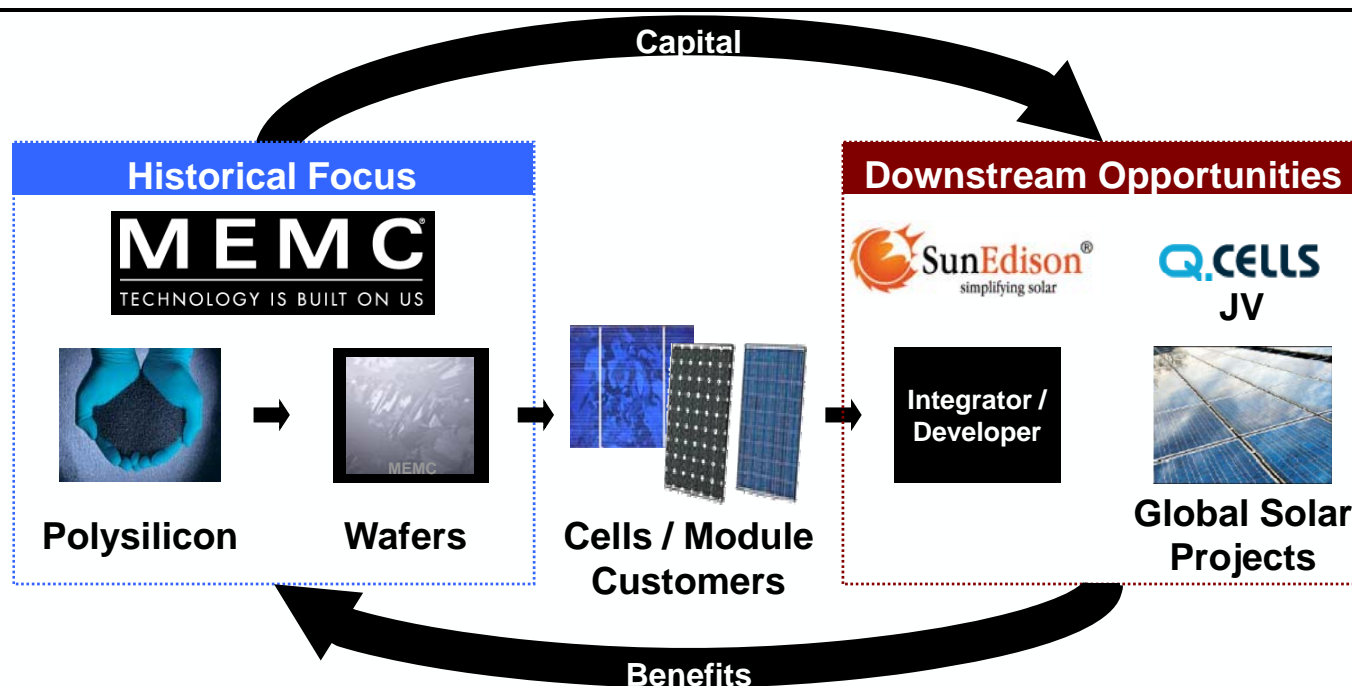 Capital
Historical Focus
Downstream Opportunities
MEMC®
TECHNOLOGY IS BUILT ON US
SunEdison®
simplifying solar
Q.CELLS
JV
MEMC
Integrator /
Developer
Polysilicon
Wafers
Cells / Module
Customers
Global Solar
Projects
Benefits